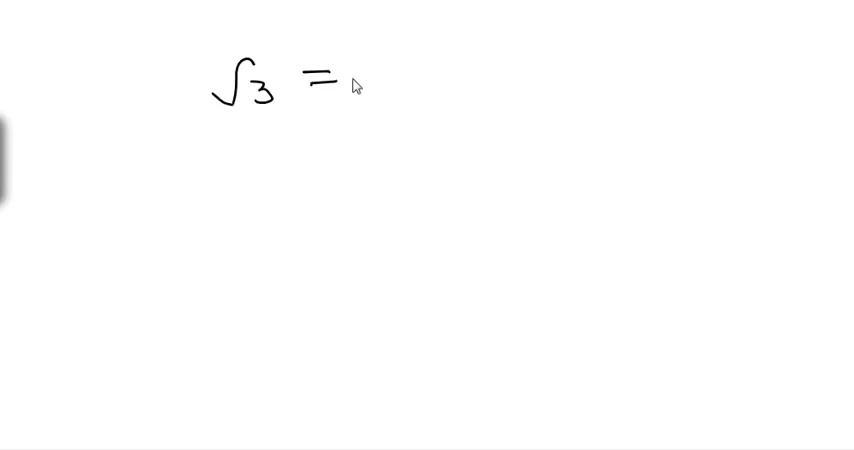 √3 =